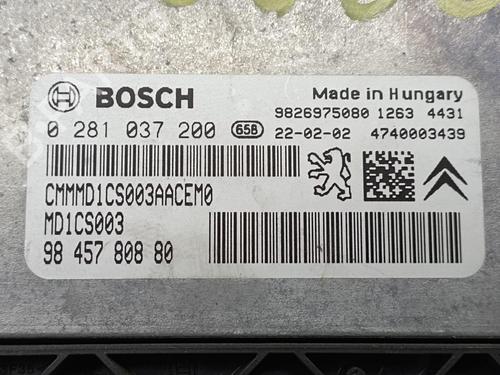 BOSCH
Made in Hungary
9826975080 1263 4431
0 281 037 200 658 22-02-02 4740003439
CMMMD1CS003AACEM0
MD1CS003
98 457 808 80